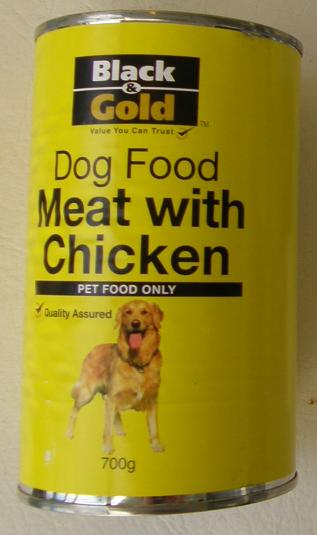 Black
&
Gold
Value You Can Trust
TM
Dog Food
Meat with
Chicken
PET FOOD ONLY
Quality Assured
700g